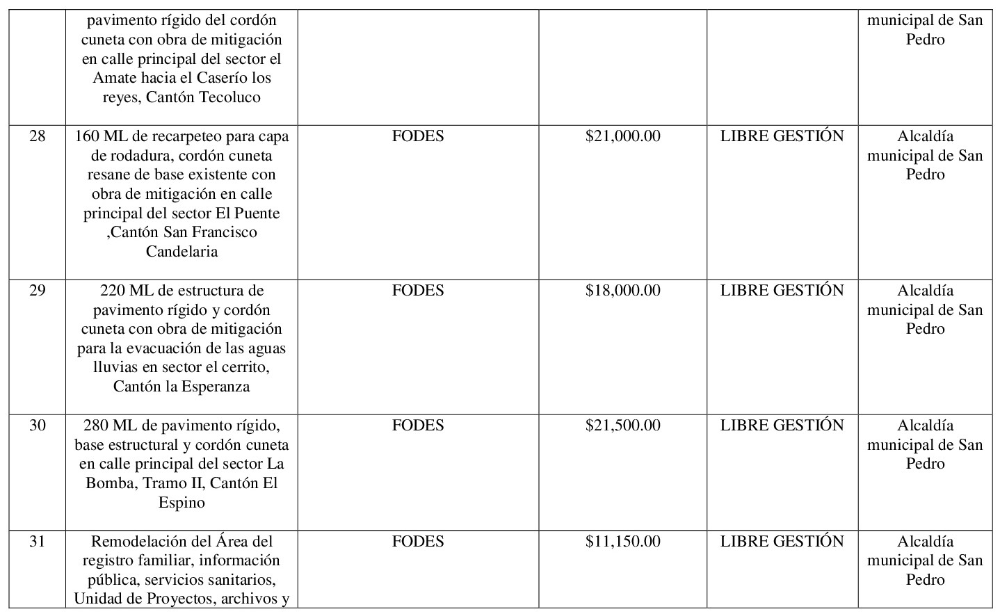 pavimento rígido del cordón
cuneta con obra de mitigación
en calle principal del sector el
Amate hacia el Caserío los
reyes, Cantón Tecoluco
municipal de San
Pedro
28
160 ML de recarpeteo para capa
de rodadura, cordón cuneta
resane de base existente con
obra de mitigación en calle
principal del sector El Puente
,Cantón San Francisco
Candelaria
FODES
$21,000.00
LIBRE GESTIÓN
Alcaldía
municipal de San
Pedro
29
220 ML de estructura de
pavimento rígido y cordón
cuneta con obra de mitigación
para la evacuación de las aguas
lluvias en sector el cerrito,
Cantón la Esperanza
FODES
$18,000.00
LIBRE GESTIÓN
Alcaldía
municipal de San
Pedro
30
280 ML de pavimento rígido,
base estructural y cordón cuneta
en calle principal del sector La
Bomba, Tramo II, Cantón El
Espino
FODES
$21,500.00
LIBRE GESTIÓN
Alcaldía
municipal de San
Pedro
31
Remodelación del Área del
registro familiar, información
pública, servicios sanitarios,
Unidad de Proyectos, archivos y
FODES
$11,150.00
LIBRE GESTIÓN
Alcaldía
municipal de San
Pedro